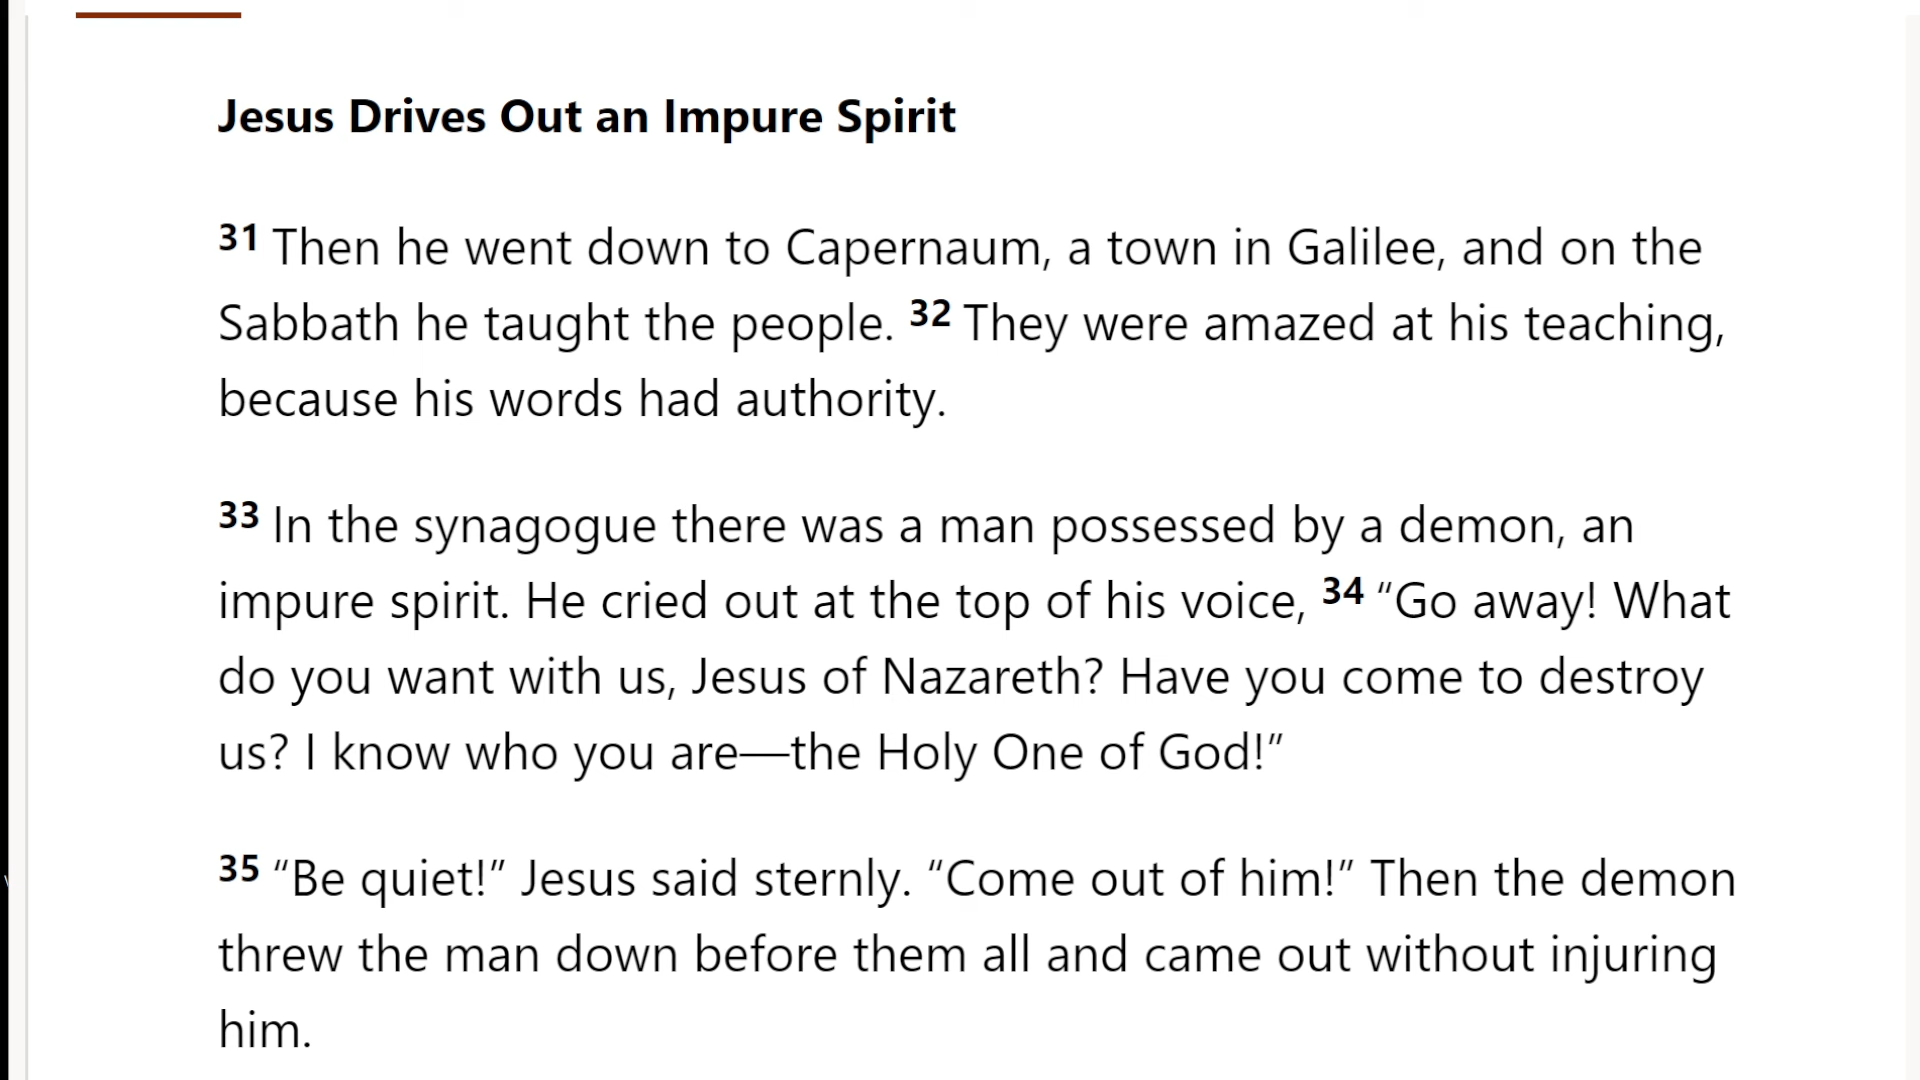 Jesus Drives Out an Impure Spirit
31 Then he went down to Capernaum, a town in Galilee, and on the
Sabbath he taught the people. 32 They were amazed at his teaching,
because his words had authority.
33 In the synagogue there was a man possessed by a demon, an
impure spirit. He cried out at the top of his voice, 34 “Go away! What
do you want with us, Jesus of Nazareth? Have you come to destroy
us? I know who you are—the Holy One of God!”
35 “Be quiet!” Jesus said sternly. “Come out of him!” Then the demon
threw the man down before them all and came out without injuring
him.